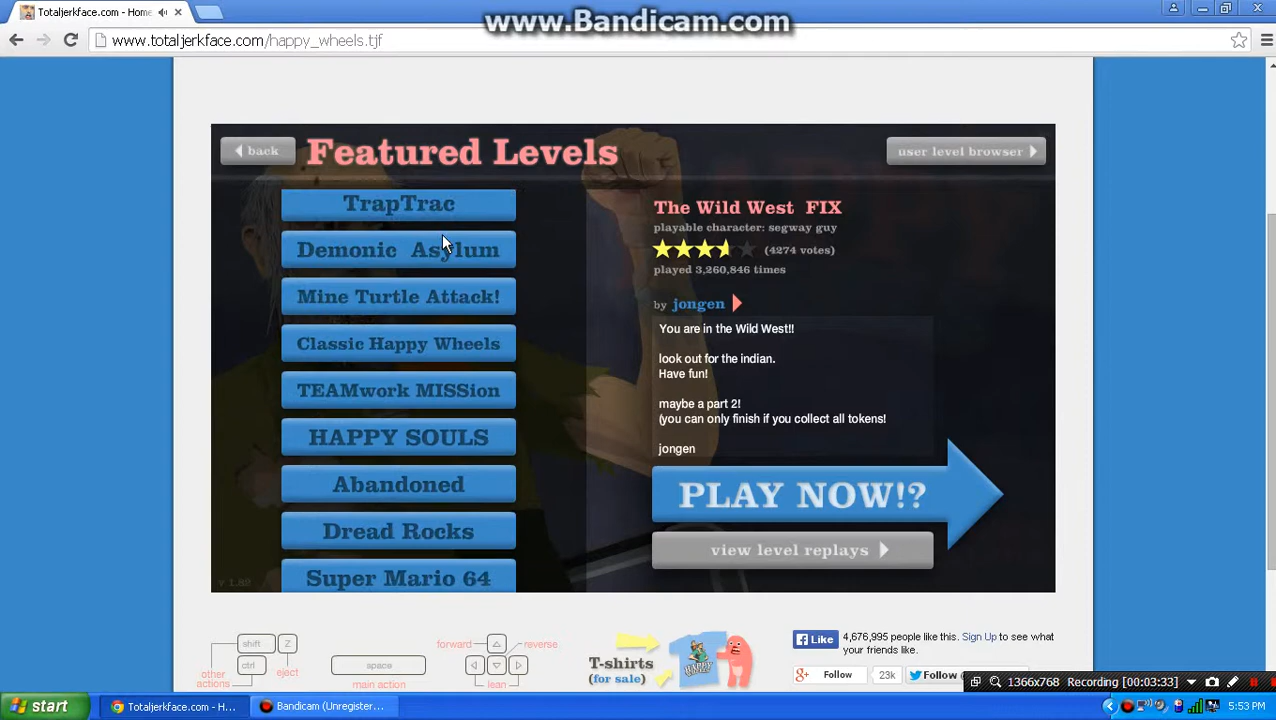 www.Bandicam.com
Totaljerkface.com - Home
www.totaljerkface.com/happy_wheels.tjf
back
Featured Levels
user level browser
TrapTrac
Demonic Asylum
Mine Turtle Attack!
Classic Happy Wheels
TEAMwork MISSion
HAPPY SOULS
Abandoned
Dread Rocks
Super Mario 64
v 1.82
The Wild West FIX
playable character: segway guy
(4274 votes)
played 3,260,846 times
by jongen
You are in the Wild West!!
look out for the indian.
Have fun!
maybe a part 2!
(you can only finish if you collect all tokens!
jongen
PLAY NOW!?
view level replays
shift
Z
ctrl
eject
other
actions
space
main action
forward
reverse
lean
T-shirts
(for sale)
HAPPY
Like
4,676,995 people like this. Sign Up to see what
your friends like.
Follow
23k
Follow
1366x768
Recording [00:03:33]
start
Totaljerkface.com - H...
Bandicam (Unregister...
5:53 PM